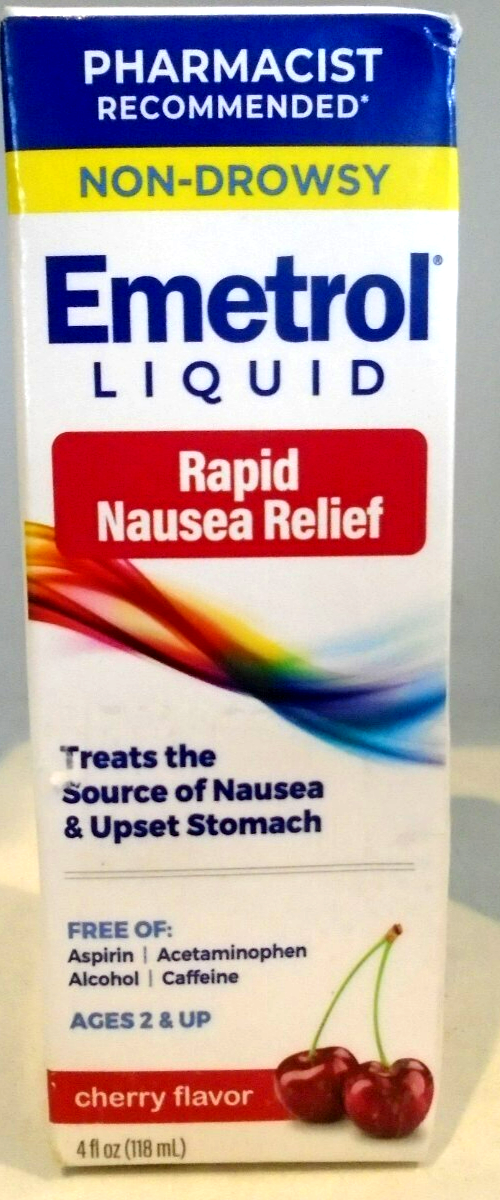 PHARMACIST
RECOMMENDED*
NON-DROWSY
Emetrol®
LIQUID
Rapid
Nausea Relief
Treats the
Source of Nausea
& Upset Stomach
FREE OF:
Aspirin | Acetaminophen
Alcohol | Caffeine
AGES 2 & UP
cherry flavor
4 fl oz (118 mL)